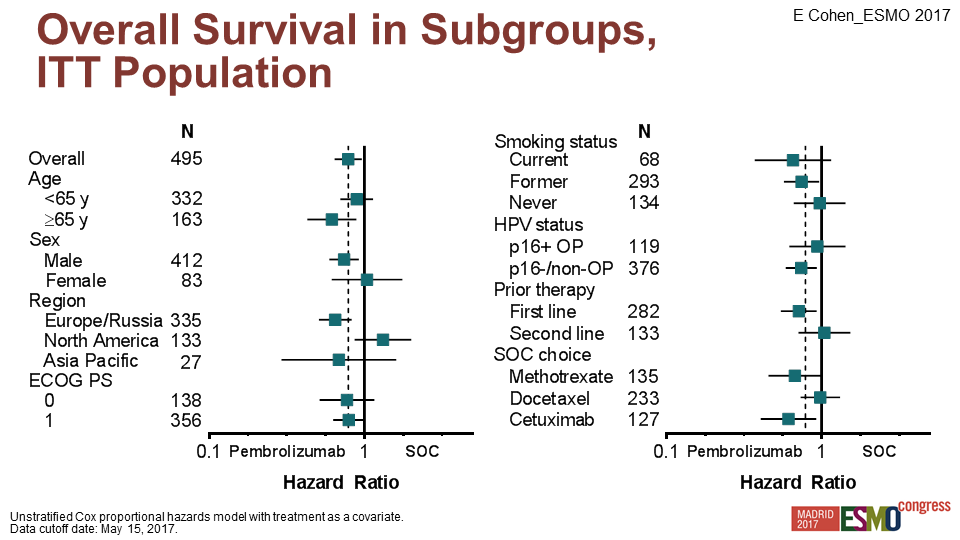 E Cohen_ESMO 2017
Overall Survival in Subgroups,
ITT Population
N
Overall 495
Age
<65 y 332
≥65 y 163
Sex
Male 412
Female 83
Region
Europe/Russia 335
North America 133
Asia Pacific 27
ECOG PS
0 138
1 356
0.1 Pembrolizumab 1 SOC
Hazard Ratio
N
Smoking status
Current 68
Former 293
Never 134
HPV status
p16+ OP 119
p16-/non-OP 376
Prior therapy
First line 282
Second line 133
SOC choice
Methotrexate 135
Docetaxel 233
Cetuximab 127
0.1 Pembrolizumab 1 SOC
Hazard Ratio
Unstratified Cox proportional hazards model with treatment as a covariate.
Data cutoff date: May 15, 2017.
MADRID
2017
ESMO
congress